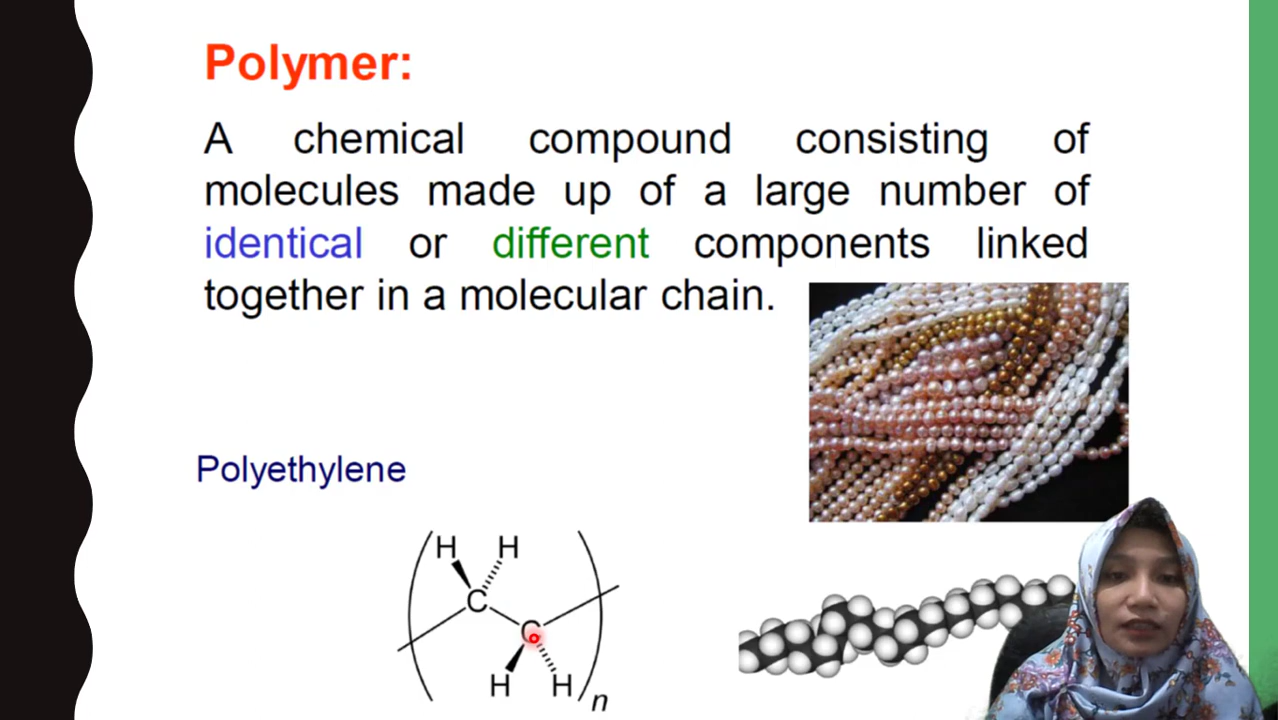 Polymer:
A chemical compound consisting of
molecules made up of a large number of
identical or different components linked
together in a molecular chain.
Polyethylene
H H
C
C
H H
n